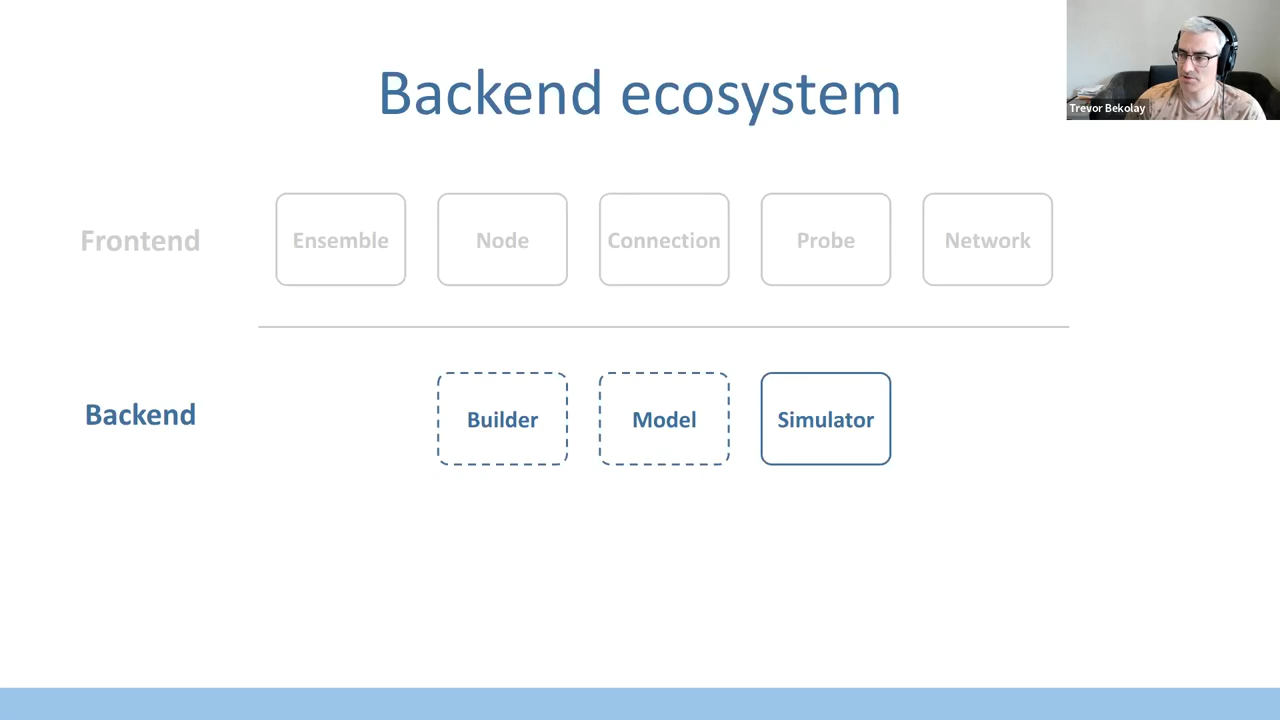 Backend ecosystem
Trevor Bekolay
Frontend
Ensemble
Node
Connection
Probe
Network
Backend
Builder
Model
Simulator